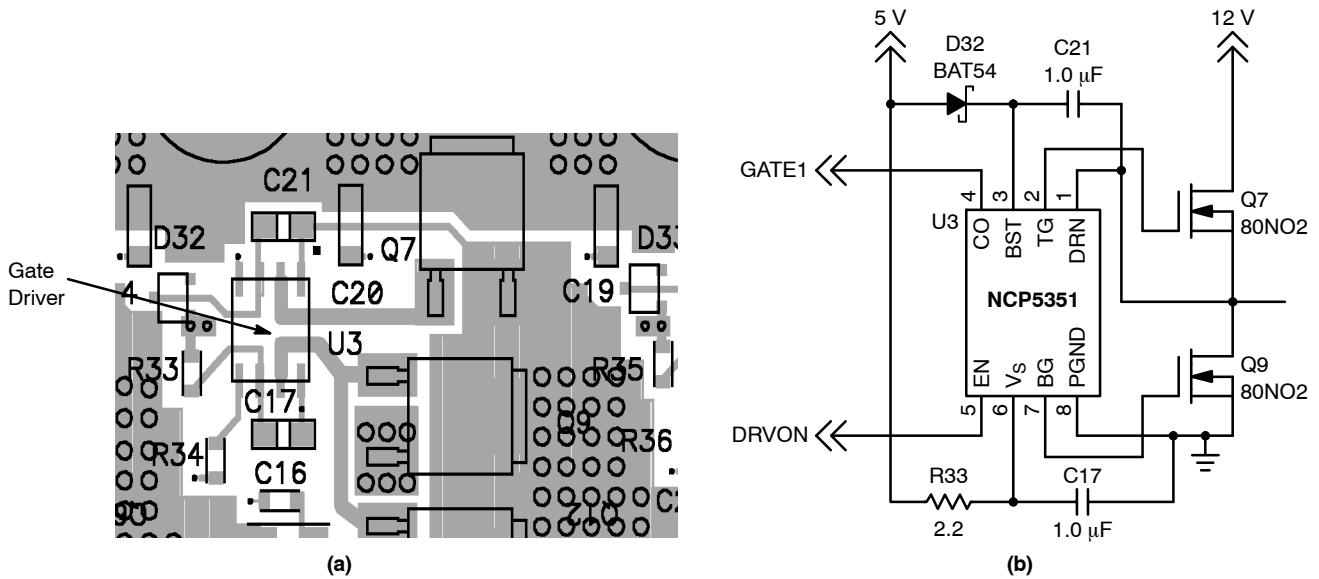 C21
D32
Q7
D33
Gate
Driver
4
C20
C19
U3
R33
R35
C17
Q9
R34
R36
C16
(a)
5 V
12 V
D32
BAT54
C21
1.0 μF
GATE1
4
3
2
1
U3
CO
BST
TG
DRN
Q7
80NO2
NCP5351
EN
VS
BG
PGND
Q9
80NO2
5
6
7
8
DRVON
R33
2.2
C17
1.0 μF
(b)